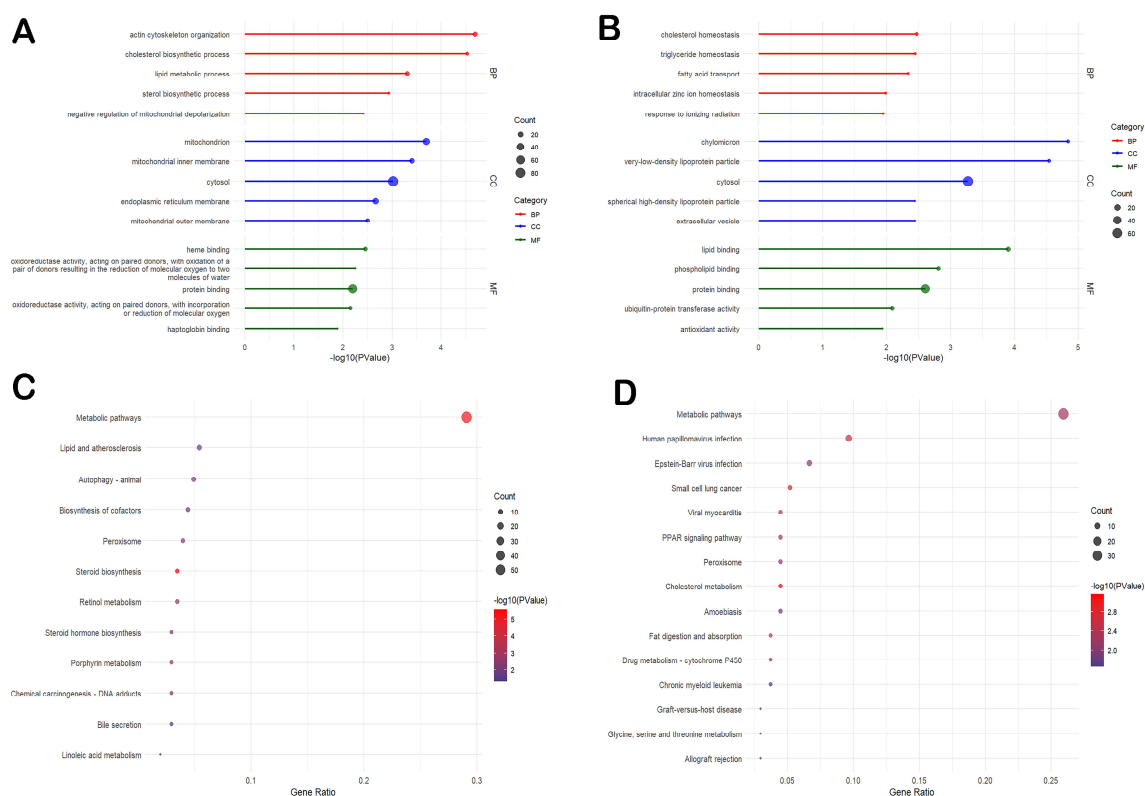 A
actin cytoskeleton organization
cholesterol biosynthetic process
lipid metabolic process
sterol biosynthetic process
negative regulation of mitochondrial depolarization
BP
mitochondrion
mitochondrial inner membrane
cytosol
endoplasmic reticulum membrane
mitochondrial outer membrane
CC
heme binding
oxidoreductase activity, acting on paired donors, with oxidation of a
pair of donors resulting in the reduction of molecular oxygen to two
molecules of water
protein binding
oxidoreductase activity, acting on paired donors, with incorporation
or reduction of molecular oxygen
haptoglobin binding
MF
0 1 2 3 4
-log10(PValue)
Count
20
40
60
80
Category
BP
CC
MF
B
cholesterol homeostasis
triglyceride homeostasis
fatty acid transport
intracellular zinc ion homeostasis
response to ionizing radiation
BP
chylomicron
very-low-density lipoprotein particle
cytosol
spherical high-density lipoprotein particle
extracellular vesicle
CC
lipid binding
phospholipid binding
protein binding
ubiquitin-protein transferase activity
antioxidant activity
MF
0 1 2 3 4 5
-log10(PValue)
Category
BP
CC
MF
Count
20
40
60
C
Metabolic pathways
Lipid and atherosclerosis
Autophagy - animal
Biosynthesis of cofactors
Peroxisome
Steroid biosynthesis
Retinol metabolism
Steroid hormone biosynthesis
Porphyrin metabolism
Chemical carcinogenesis - DNA adducts
Bile secretion
Linoleic acid metabolism
0.1 0.2 0.3
Gene Ratio
Count
10
20
30
40
50
-log10(PValue)
5
4
3
2
D
Metabolic pathways
Human papillomavirus infection
Epstein-Barr virus infection
Small cell lung cancer
Viral myocarditis
PPAR signaling pathway
Peroxisome
Cholesterol metabolism
Amoebiasis
Fat digestion and absorption
Drug metabolism - cytochrome P450
Chronic myeloid leukemia
Graft-versus-host disease
Glycine, serine and threonine metabolism
Allograft rejection
0.05 0.10 0.15 0.20 0.25
Gene Ratio
Count
10
20
30
-log10(PValue)
2.8
2.4
2.0